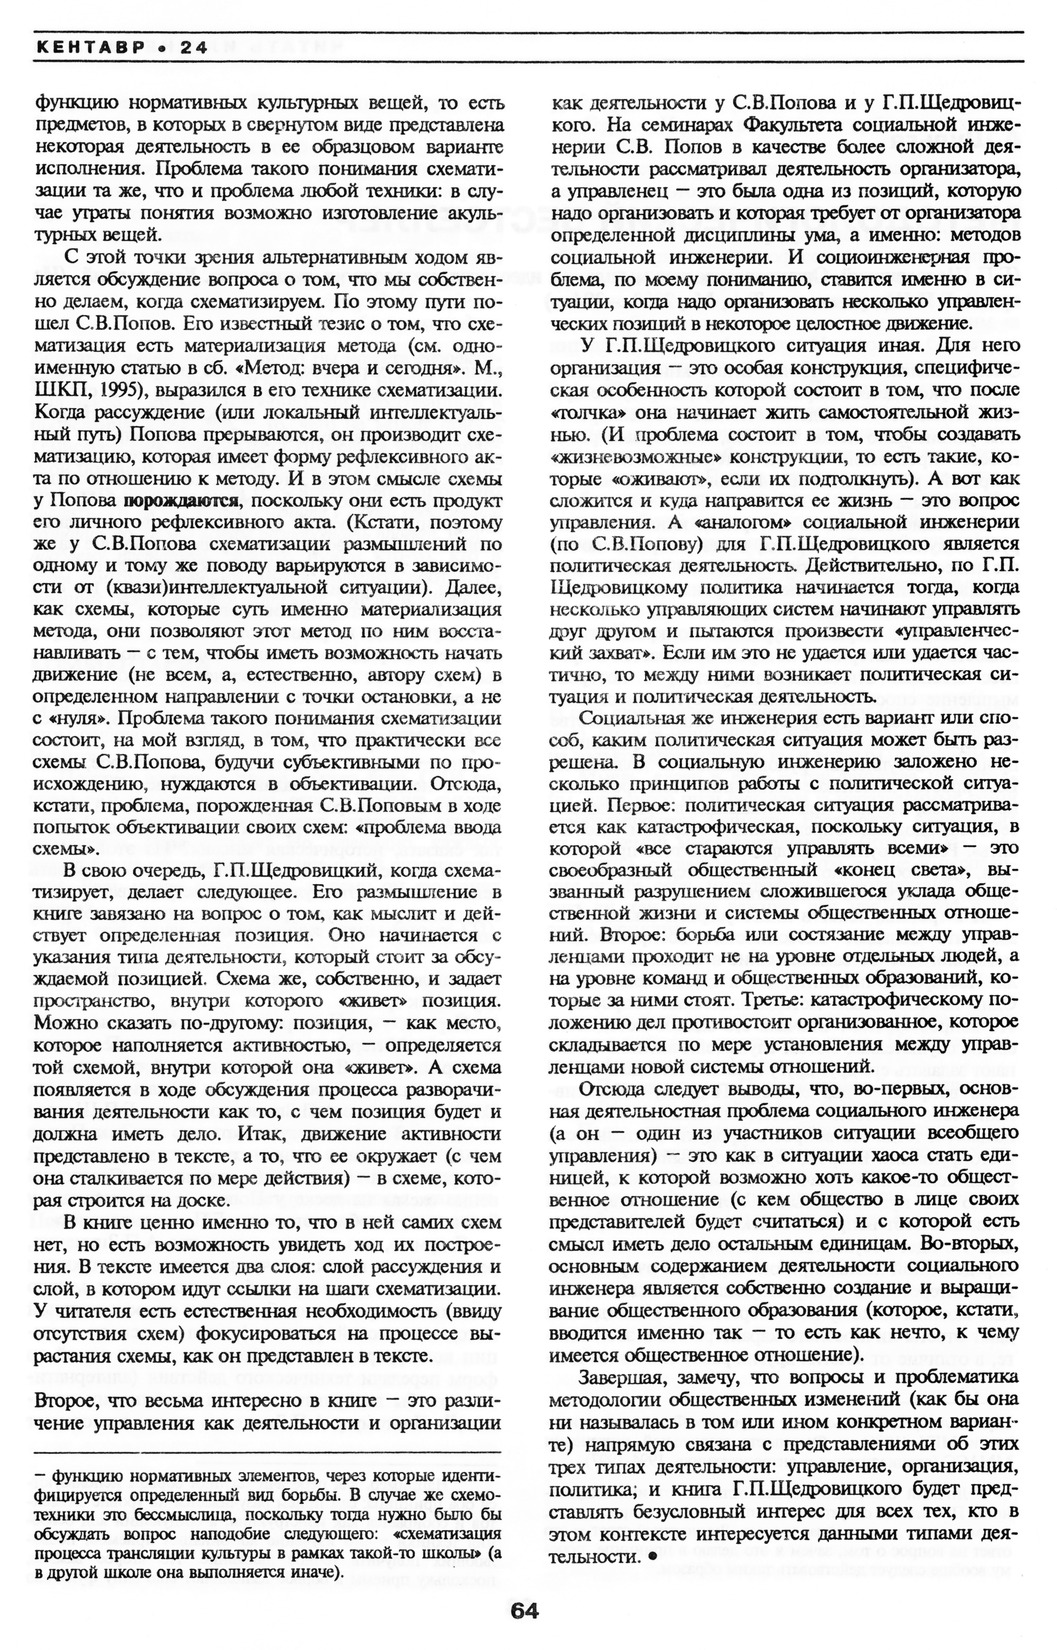 КЕНТАВР • 24
функцию нормативных культурных вещей, то есть
предметов, в которых в свернутом виде представлена
некоторая деятельность в ее образцовом варианте
исполнения. Проблема такого понимания схемати-
зации та же, что и проблема любой техники: в слу-
чае утраты понятия возможно изготовление акуль-
турных вещей.
С этой точки зрения альтернативным ходом яв-
ляется обсуждение вопроса о том, что мы собствен-
но делаем, когда схематизируем. По этому пути по-
шел С.В.Попов. Его известный тезис о том, что схе-
матизация есть материализация метода (см. одно-
именную статью в сб. «Метод: вчера и сегодня». М.,
ШКП, 1995), выразился в его технике схематизации.
Когда рассуждение (или локальный интеллектуаль-
ный путь) Попова прерываются, он производит схе-
матизацию, которая имеет форму рефлексивного ак-
та по отношению к методу. И в этом смысле схемы
у Попова порождаются, поскольку они есть продукт
его личного рефлексивного акта. (Кстати, поэтому
же у С.В.Попова схематизации размышлений по
одному и тому же поводу варьируются в зависимо-
сти от (квази)интеллектуальной ситуации). Далее,
как схемы, которые суть именно материализация
метода, они позволяют этот метод по ним восста-
навливать — с тем, чтобы иметь возможность начать
движение (не всем, а, естественно, автору схем) в
определенном направлении с точки остановки, а не
с «нуля». Проблема такого понимания схематизации
состоит, на мой взгляд, в том, что практически все
схемы С.В.Попова, будучи субъективными по про-
исхождению, нуждаются в объективации. Отсюда,
кстати, проблема, порожденная С.В.Поповым в ходе
попыток объективации своих схем: «проблема ввода
схемы».
В свою очередь, Г.П.Щедровицкий, когда схема-
тизирует, делает следующее. Его размышление в
книге завязано на вопрос о том, как мыслит и дей-
ствует определенная позиция. Оно начинается с
указания типа деятельности, который стоит за обсу-
ждаемой позицией. Схема же, собственно, и задает
пространство, внутри которого «живет» позиция.
Можно сказать по-другому: позиция, — как место,
которое наполняется активностью, — определяется
той схемой, внутри которой она «живет». А схема
появляется в ходе обсуждения процесса разворачи-
вания деятельности как то, с чем позиция будет и
должна иметь дело. Итак, движение активности
представлено в тексте, а то, что ее окружает (с чем
она сталкивается по мере действия) — в схеме, кото-
рая строится на доске.
В книге ценно именно то, что в ней самих схем
нет, но есть возможность увидеть ход их построе-
ния. В тексте имеется два слоя: слой рассуждения и
слой, в котором идут ссылки на шаги схематизации.
У читателя есть естественная необходимость (ввиду
отсутствия схем) фокусироваться на процессе вы-
растания схемы, как он представлен в тексте.
Второе, что весьма интересно в книге — это разли-
чение управления как деятельности и организации
— функцию нормативных элементов, через которые иденти-
фицируется определенный вид борьбы. В случае же схемо-
техники это бессмыслица, поскольку тогда нужно было бы
обсуждать вопрос наподобие следующего: «схематизация
процесса трансляции культуры в рамках такой-то школы» (а
в другой школе она выполняется иначе).
как деятельности у С.В.Попова и у Г.П.Щедровиц-
кого. На семинарах Факультета социальной инже-
нерии С.В. Попов в качестве более сложной дея-
тельности рассматривал деятельность организатора,
а управленец — это была одна из позиций, которую
надо организовать и которая требует от организатора
определенной дисциплины ума, а именно: методов
социальной инженерии. И социоинженерная про-
блема, по моему пониманию, ставится именно в си-
туации, когда надо организовать несколько управлен-
ческих позиций в некоторое целостное движение.
У Г.П.Щедровицкого ситуация иная. Для него
организация — это особая конструкция, специфиче-
ская особенность которой состоит в том, что после
«толчка» она начинает жить самостоятельной жиз-
нью. (И проблема состоит в том, чтобы создавать
«жизневозможные» конструкции, то есть такие, ко-
торые «оживают», если их подтолкнуть). А вот как
сложится и куда направится ее жизнь — это вопрос
управления. А «аналогом» социальной инженерии
(по С.В.Попову) для Г.П.Щедровицкого является
политическая деятельность. Действительно, по Г.П.
Щедровицкому политика начинается тогда, когда
несколько управляющих систем начинают управлять
друг другом и пытаются произвести «управленчес-
кий захват». Если им это не удается или удается час-
тично, то между ними возникает политическая си-
туация и политическая деятельность.
Социальная же инженерия есть вариант или спо-
соб, каким политическая ситуация может быть раз-
решена. В социальную инженерию заложено не-
сколько принципов работы с политической ситуа-
цией. Первое: политическая ситуация рассматрива-
ется как катастрофическая, поскольку ситуация, в
которой «все стараются управлять всеми» — это
своеобразный общественный «конец света», вы-
званный разрушением сложившегося уклада обще-
ственной жизни и системы общественных отноше-
ний. Второе: борьба или состязание между управ-
ленцами проходит не на уровне отдельных людей, а
на уровне команд и общественных образований, ко-
торые за ними стоят. Третье: катастрофическому по-
ложению дел противостоит организованное, которое
складывается по мере установления между управ-
ленцами новой системы отношений.
Отсюда следует выводы, что, во-первых, основ-
ная деятельностная проблема социального инженера
(а он — один из участников ситуации всеобщего
управления) — это как в ситуации хаоса стать еди-
ницей, к которой возможно хоть какое-то общест-
венное отношение (с кем общество в лице своих
представителей будет считаться) и с которой есть
смысл иметь дело остальным единицам. Во-вторых,
основным содержанием деятельности социального
инженера является собственно создание и выращи-
вание общественного образования (которое, кстати,
вводится именно так — то есть как нечто, к чему
имеется общественное отношение).
Завершая, замечу, что вопросы и проблематика
методологии общественных изменений (как бы она
ни называлась в том или ином конкретном вариан-
те) напрямую связана с представлениями об этих
трех типах деятельности: управление, организация,
политика; и книга Г.П.Щедровицкого будет пред-
ставлять безусловный интерес для всех тех, кто в
этом контексте интересуется данными типами дея-
тельности. •
64